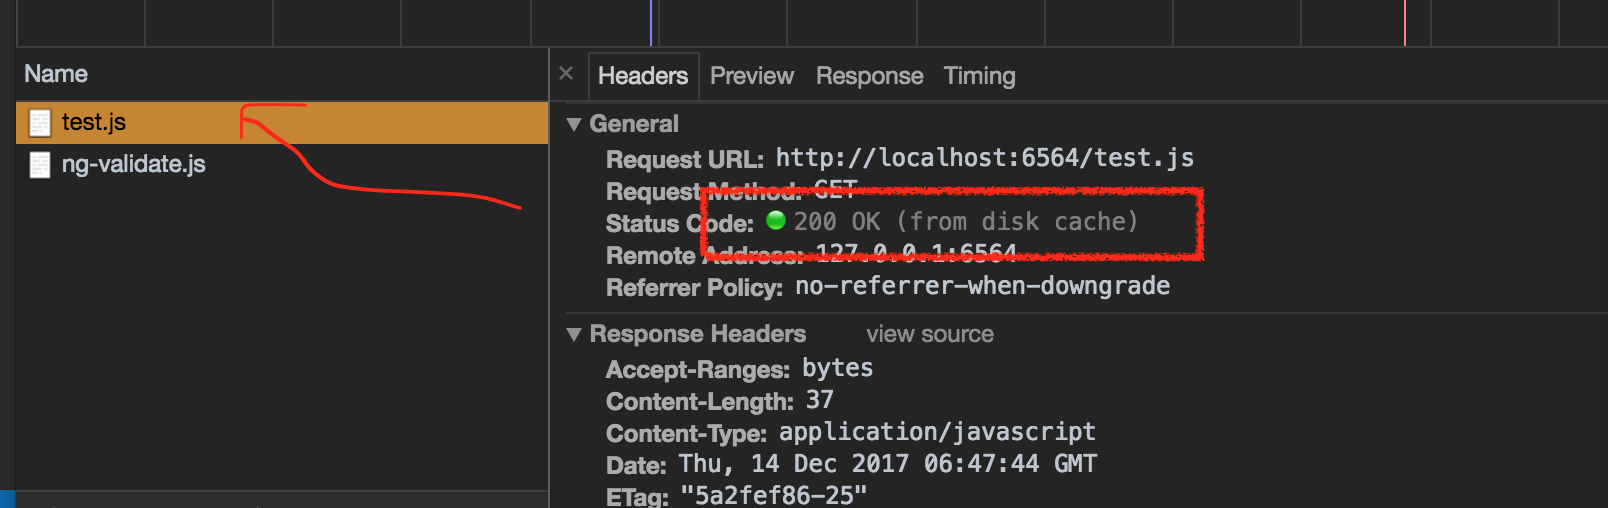 Name
test.js
ng-validate.js
× Headers Preview Response Timing
▼ General
Request URL: http://localhost:6564/test.js
Request Method: GET
Status Code: 200 OK (from disk cache)
Remote Address: 127.0.0.1:6564
Referrer Policy: no-referrer-when-downgrade
▼ Response Headers view source
Accept-Ranges: bytes
Content-Length: 37
Content-Type: application/javascript
Date: Thu, 14 Dec 2017 06:47:44 GMT
ETag: "5a2fef86-25"